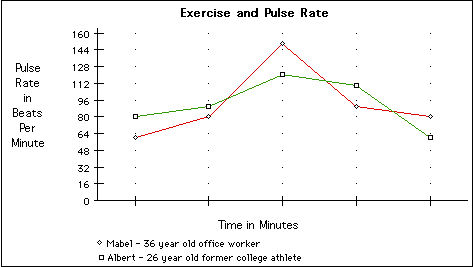 Exercise and Pulse Rate
Pulse
Rate
in
Beats
Per
Minute
160
144
128
112
96
80
64
48
32
16
0
Time in Minutes
Mabel - 36 year old office worker
Albert - 26 year old former college athlete